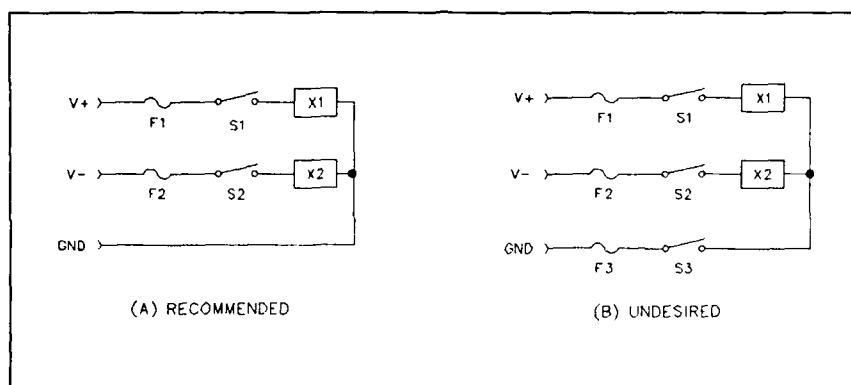 V+ F1 S1 X1
V- F2 S2 X2
GND
(A) RECOMMENDED
V+ F1 S1 X1
V- F2 S2 X2
GND F3 S3
(B) UNDESIRED